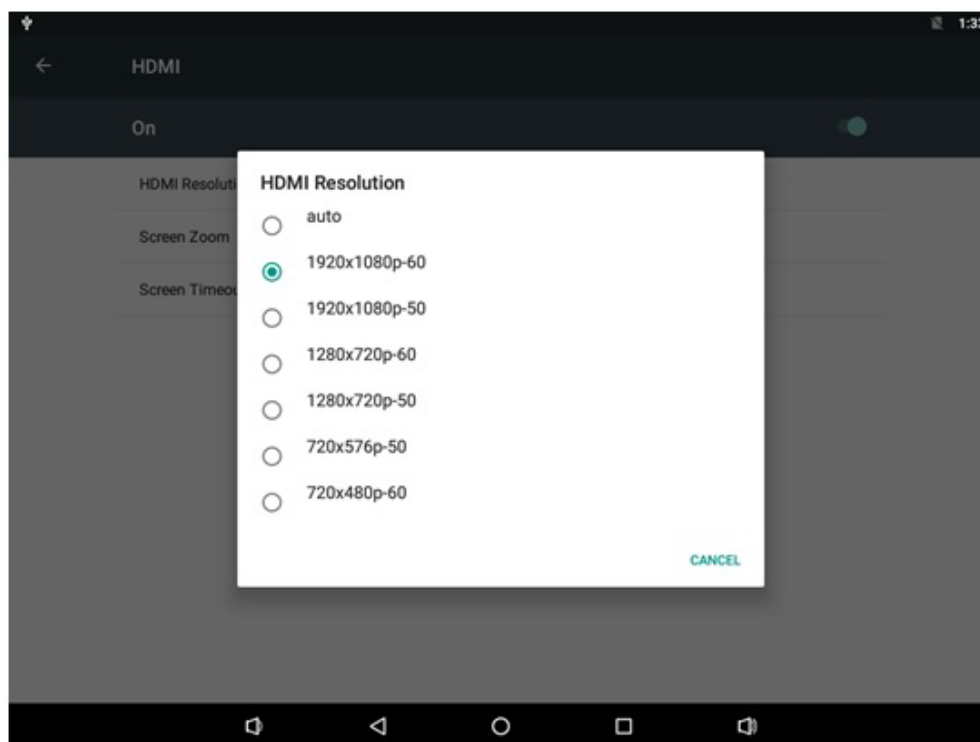 1:33
HDMI
On
HDMI Resoluti
Screen Zoom
Screen Timeou
HDMI Resolution
auto
1920x1080p-60
1920x1080p-50
1280x720p-60
1280x720p-50
720x576p-50
720x480p-60
CANCEL